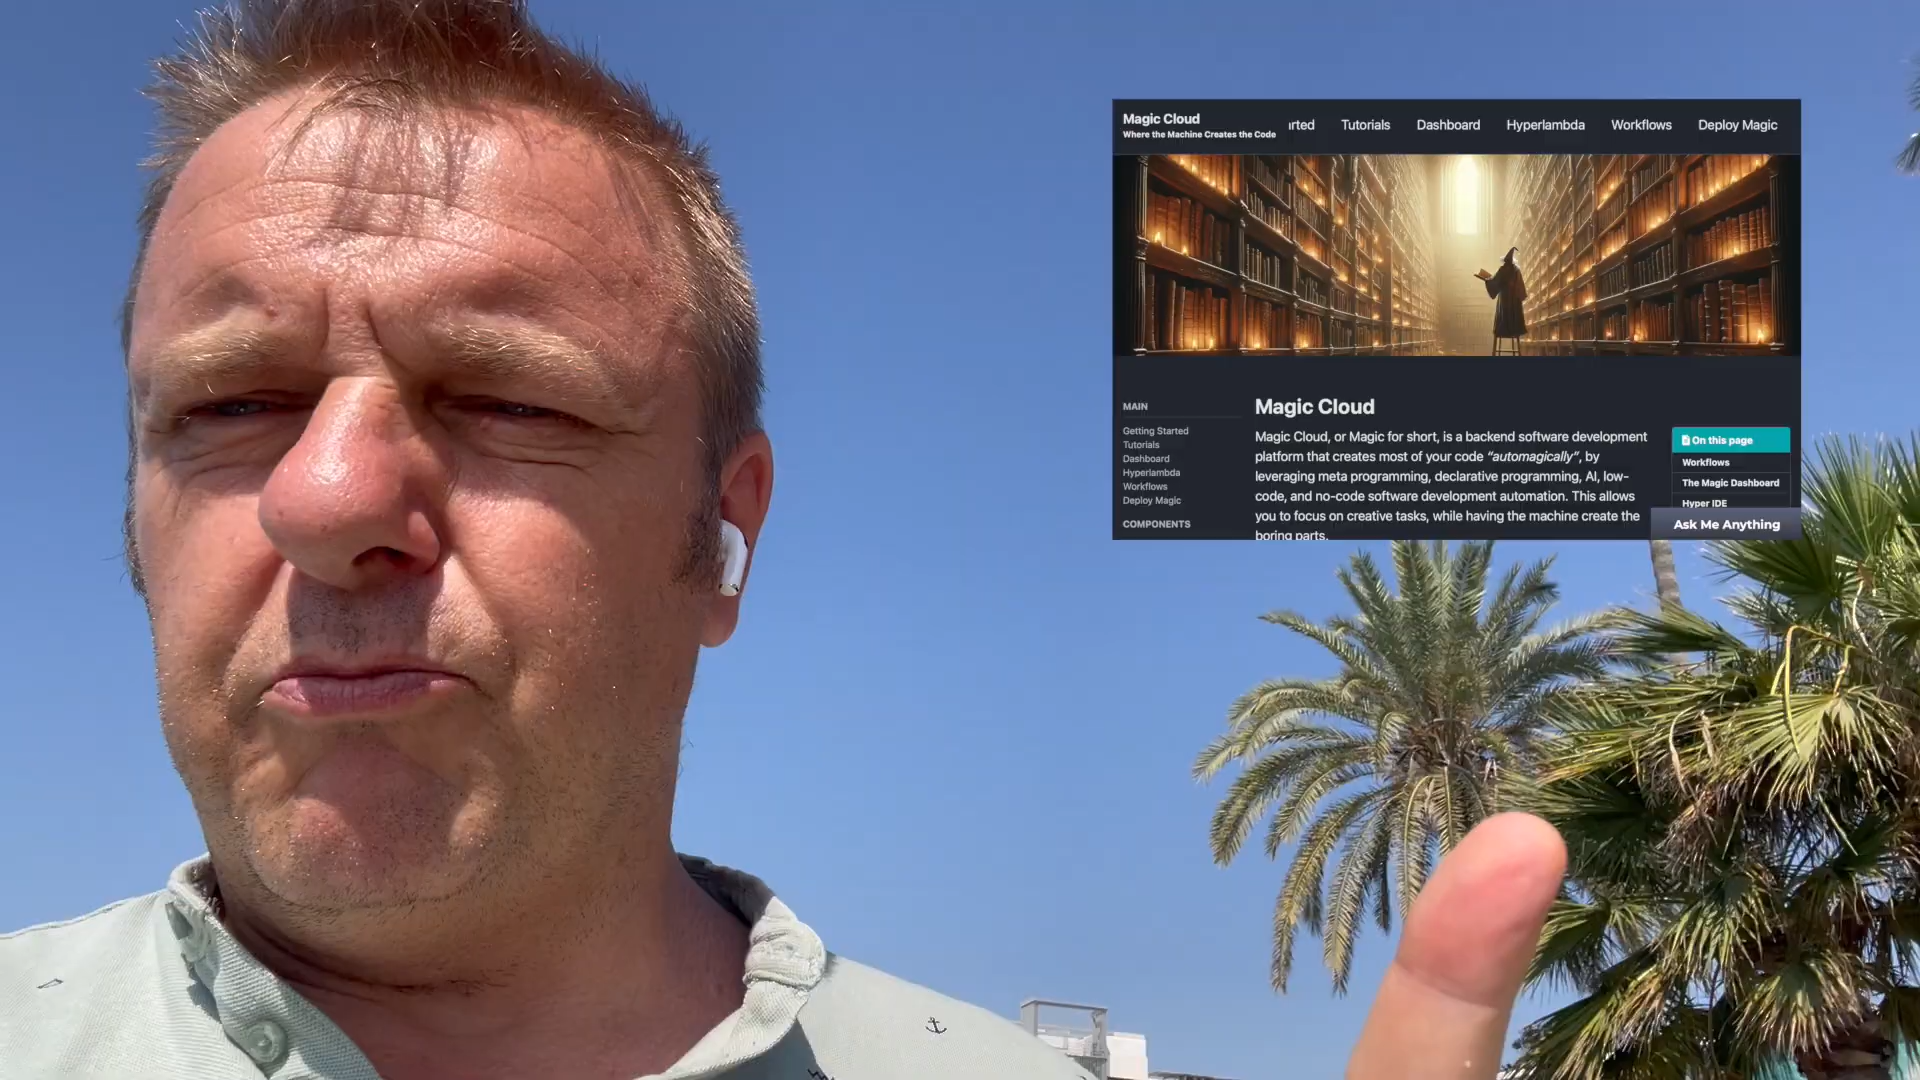 Magic Cloud
Where the Machine Creates the Code
rted Tutorials Dashboard Hyperlambda Workflows Deploy Magic
MAIN
Getting Started
Tutorials
Dashboard
Hyperlambda
Workflows
Deploy Magic
COMPONENTS
Magic Cloud
Magic Cloud, or Magic for short, is a backend software development
platform that creates most of your code "automagically", by
leveraging meta programming, declarative programming, AI, low-
code, and no-code software development automation. This allows
you to focus on creative tasks, while having the machine create the
boring parts.
On this page
Workflows
The Magic Dashboard
Hyper IDE
Ask Me Anything